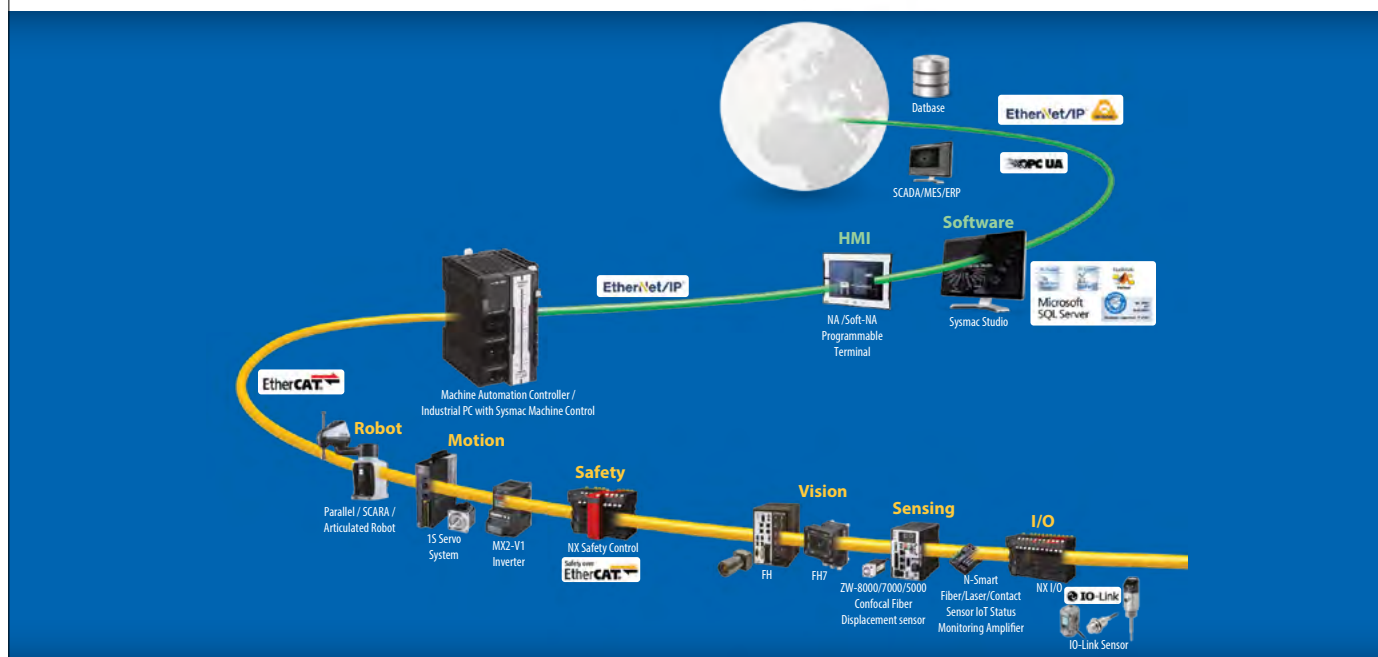 Datbase
EtherNet/IP
OPC UA
SCADA/MES/ERP
Software
HMI
EtherNet/IP
Microsoft
SQL Server
NA /Soft-NA
Programmable
Terminal
Sysmac Studio
EtherCAT
Machine Automation Controller /
Industrial PC with Sysmac Machine Control
Robot
Motion
Safety
Vision
Sensing
I/O
Parallel / SCARA /
Articulated Robot
1S Servo
System
MX2-V1
Inverter
NX Safety Control
Safety over
EtherCAT
FH
FH7
ZW-8000/7000/5000
Confocal Fiber
Displacement sensor
N-Smart
Fiber/Laser/Contact
Sensor IoT Status
Monitoring Amplifier
NX I/O
IO-Link
IO-Link Sensor